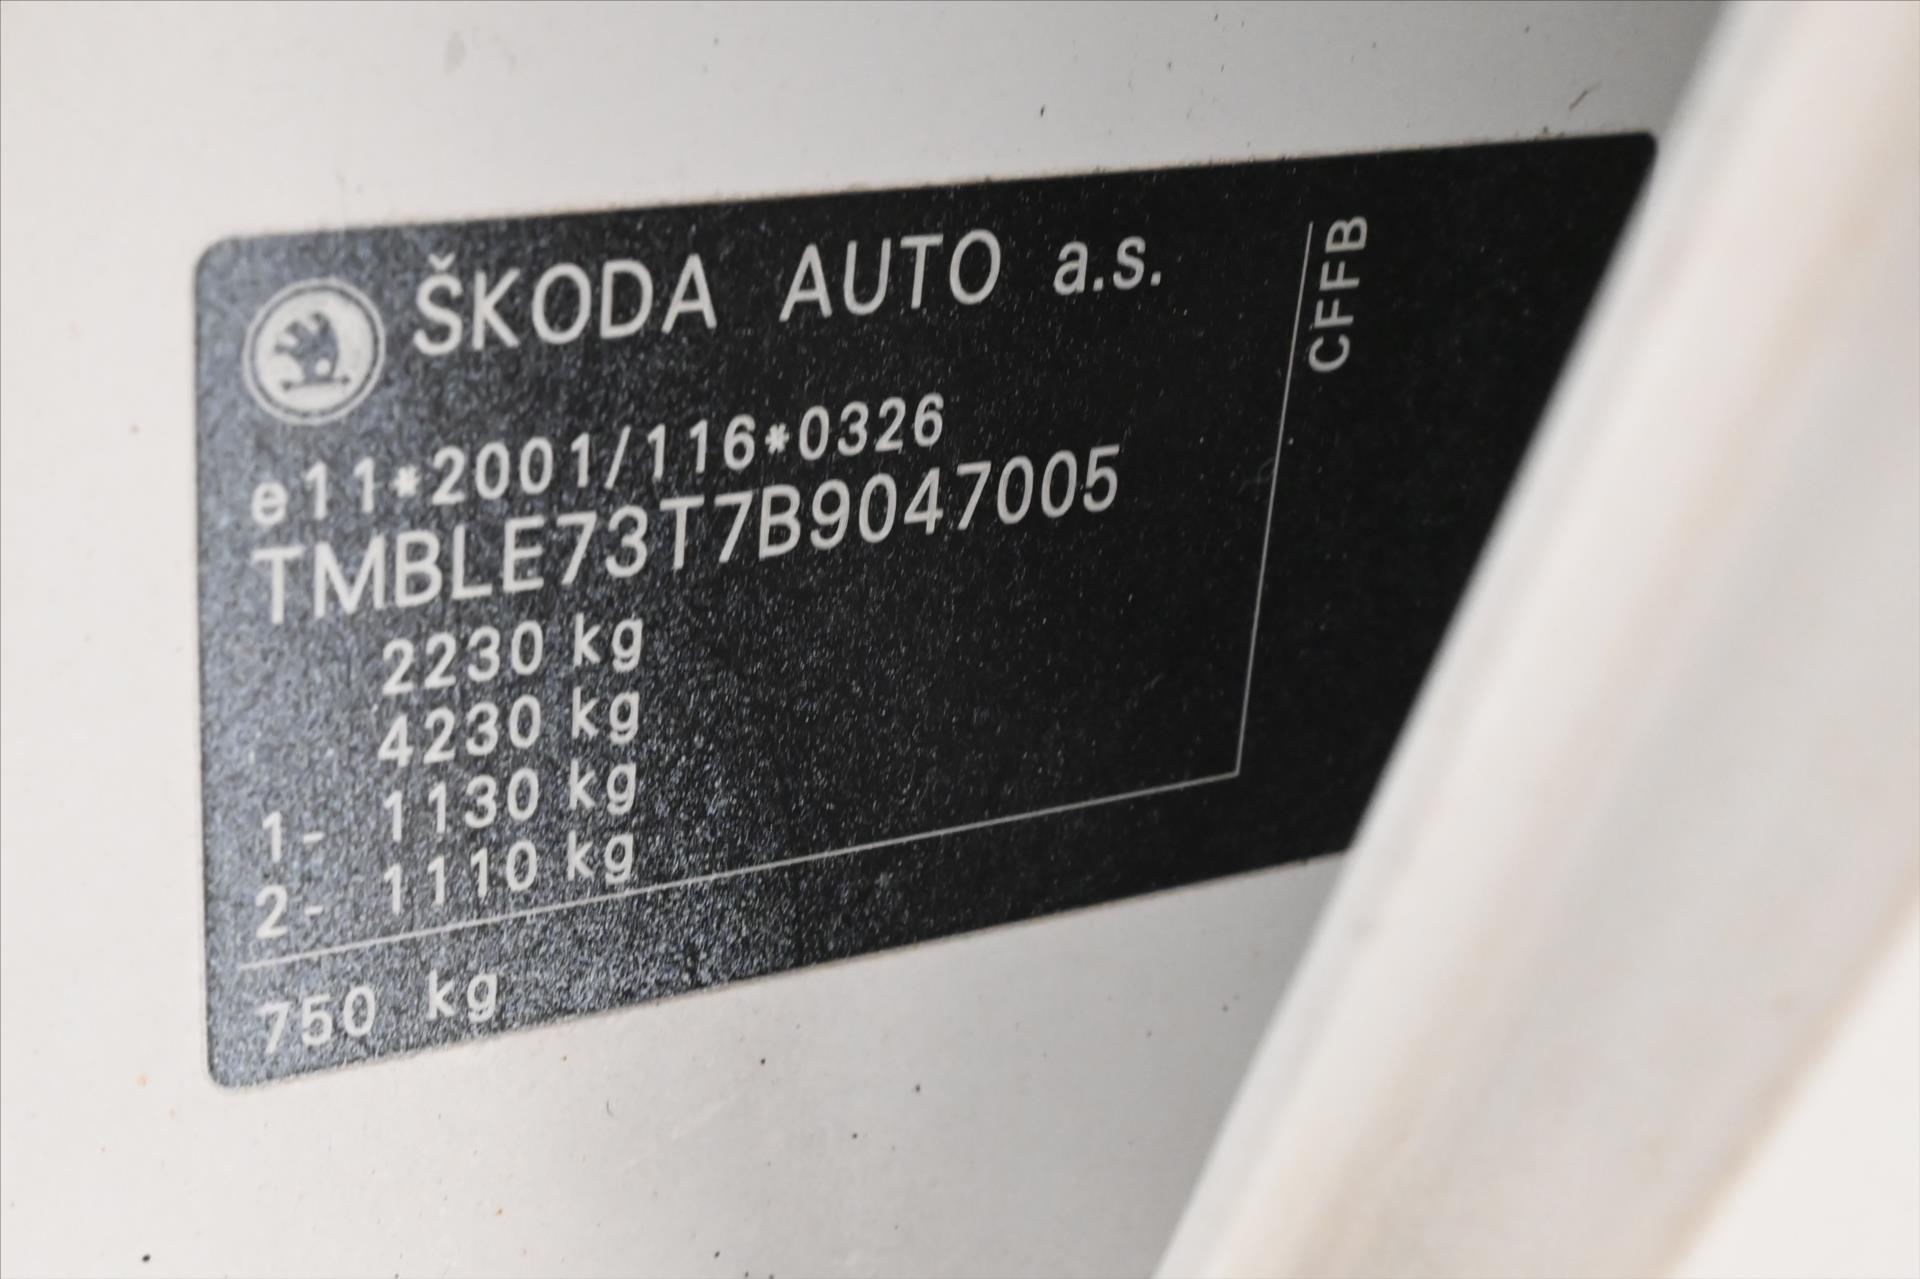 ŠKODA AUTO a.s.
e11*2001/116*0326
TMBLE73T7B9047005
2230 kg
4230 kg
1- 1130 kg
2- 1110 kg
750 kg
CFFB